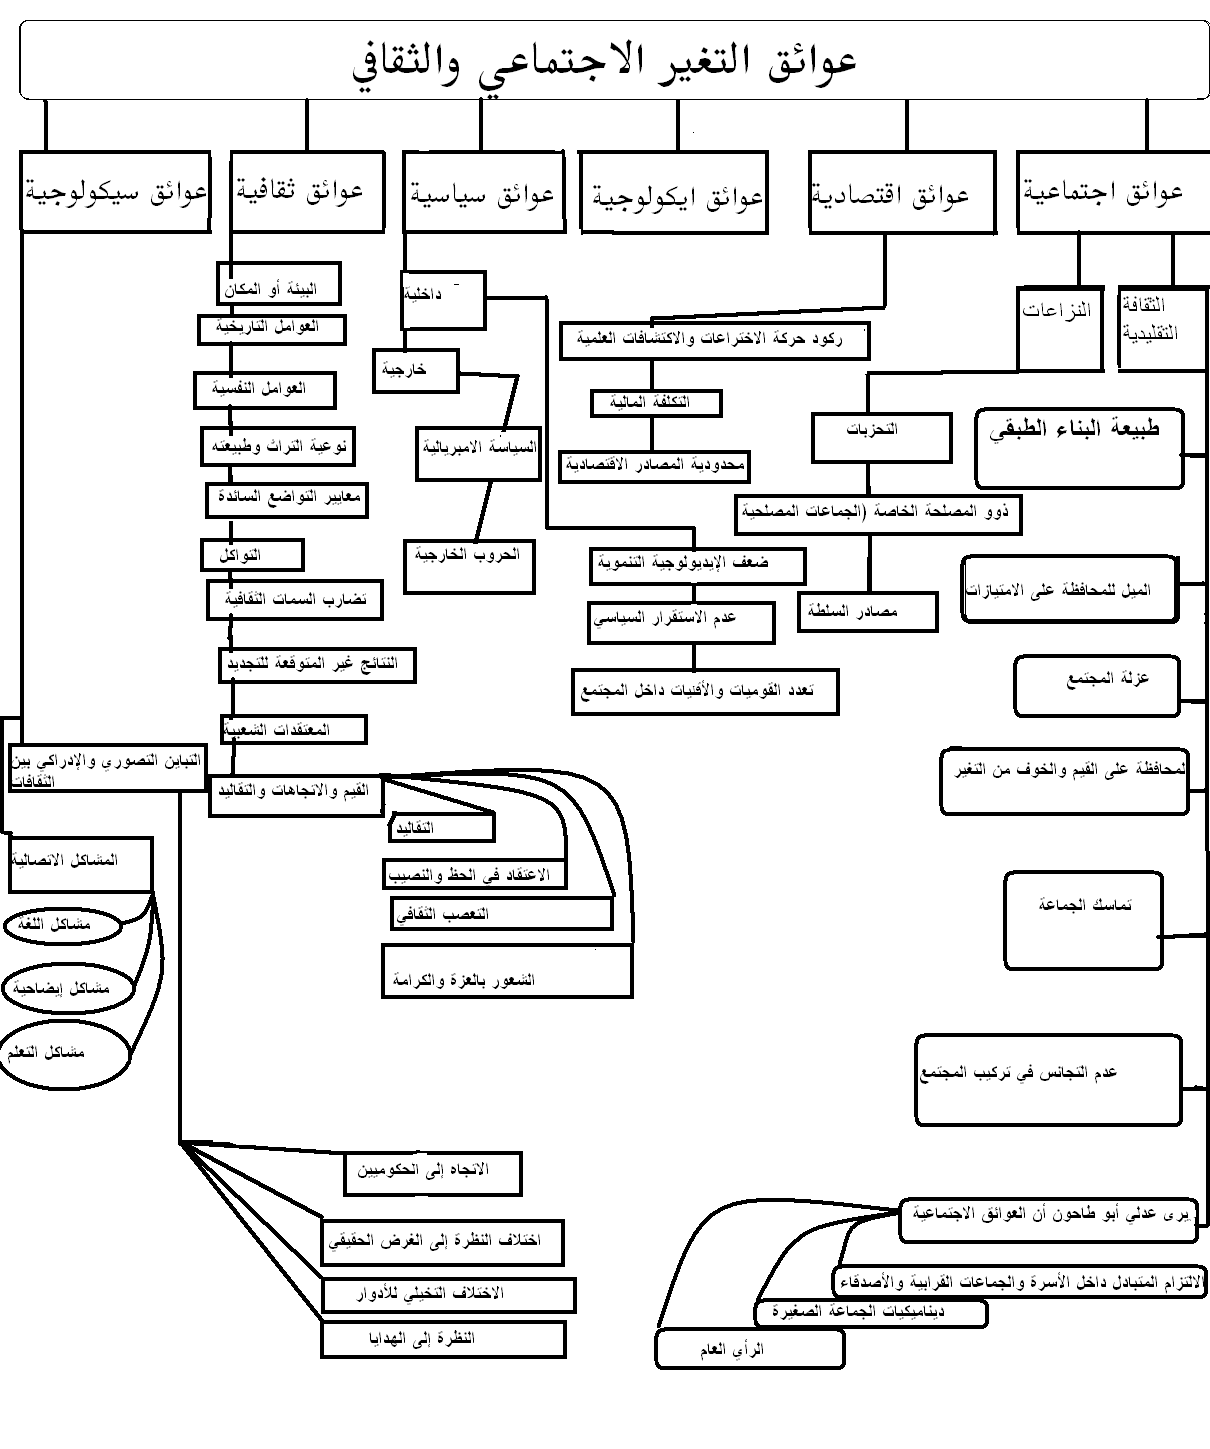 عوائق التغير الاجتماعي والثقافي
عوائق اجتماعية
عوائق اقتصادية
عوائق ايكولوجية
عوائق سياسية
عوائق ثقافية
عوائق سيكولوجية
الثقافة
التقليدية
النزاعات
طبيعة البناء الطبقي
الميل للمحافظة على الامتيازات
عزلة المجتمع
لمحافظة على القيم والخوف من التغير
تماسك الجماعة
عدم التجانس في تركيب المجتمع
يرى عدلي أبو طاحون أن العوائق الاجتماعية
الالتزام المتبادل داخل الأسرة والجماعات القرابية والأصدقاء
ديناميكيات الجماعة الصغيرة
الرأي العام
التحزبات
ذوو المصلحة الخاصة (الجماعات المصلحية
مصادر السلطة
ركود حركة الاختراعات والاكتشافات العلمية
التكلفة المالية
محدودية المصادر الاقتصادية
داخلية
خارجية
السياسة الامبريالية
الحروب الخارجية
ضعف الإيديولوجية التنموية
عدم الاستقرار السياسي
تعدد القوميات والأقليات داخل المجتمع
البيئة أو المكان
العوامل التاريخية
العوامل النفسية
نوعية التراث وطبيعته
معايير التواضع السائدة
التواكل
تضارب السمات الثقافية
النتائج غير المتوقعة للتجديد
المعتقدات الشعبية
القيم والاتجاهات والتقاليد
التقاليد
الاعتقاد في الحظ والنصيب
التعصب الثقافي
الشعور بالعزة والكرامة
التباين التصوري والإدراكي بين
الثقافات
المشاكل الاتصالية
مشاكل اللغة
مشاكل إيضاحية
مشاكل التعلم
الاتجاه إلى الحكوميين
اختلاف النظرة إلى الغرض الحقيقي
الاختلاف التخيلي للأدوار
النظرة إلى الهدايا